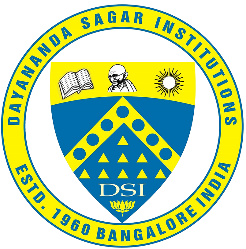 DAYANANDA SAGAR INSTITUTIONS
DSI
ESTD. 1960 BANGALORE INDIA